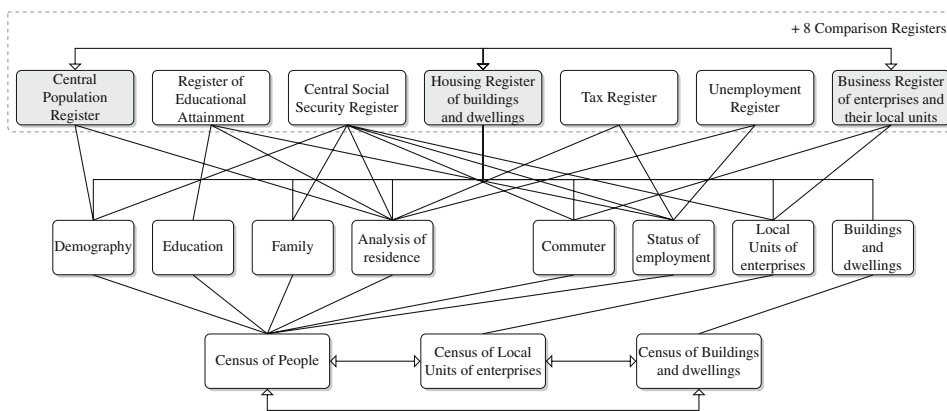 + 8 Comparison Registers
Central
Population
Register
Register of
Educational
Attainment
Central Social
Security Register
Housing Register
of buildings
and dwellings
Tax Register
Unemployment
Register
Business Register
of enterprises and
their local units
Demography
Education
Family
Analysis of
residence
Commuter
Status of
employment
Local
Units of
enterprises
Buildings
and
dwellings
Census of People
Census of Local
Units of enterprises
Census of Buildings
and dwellings